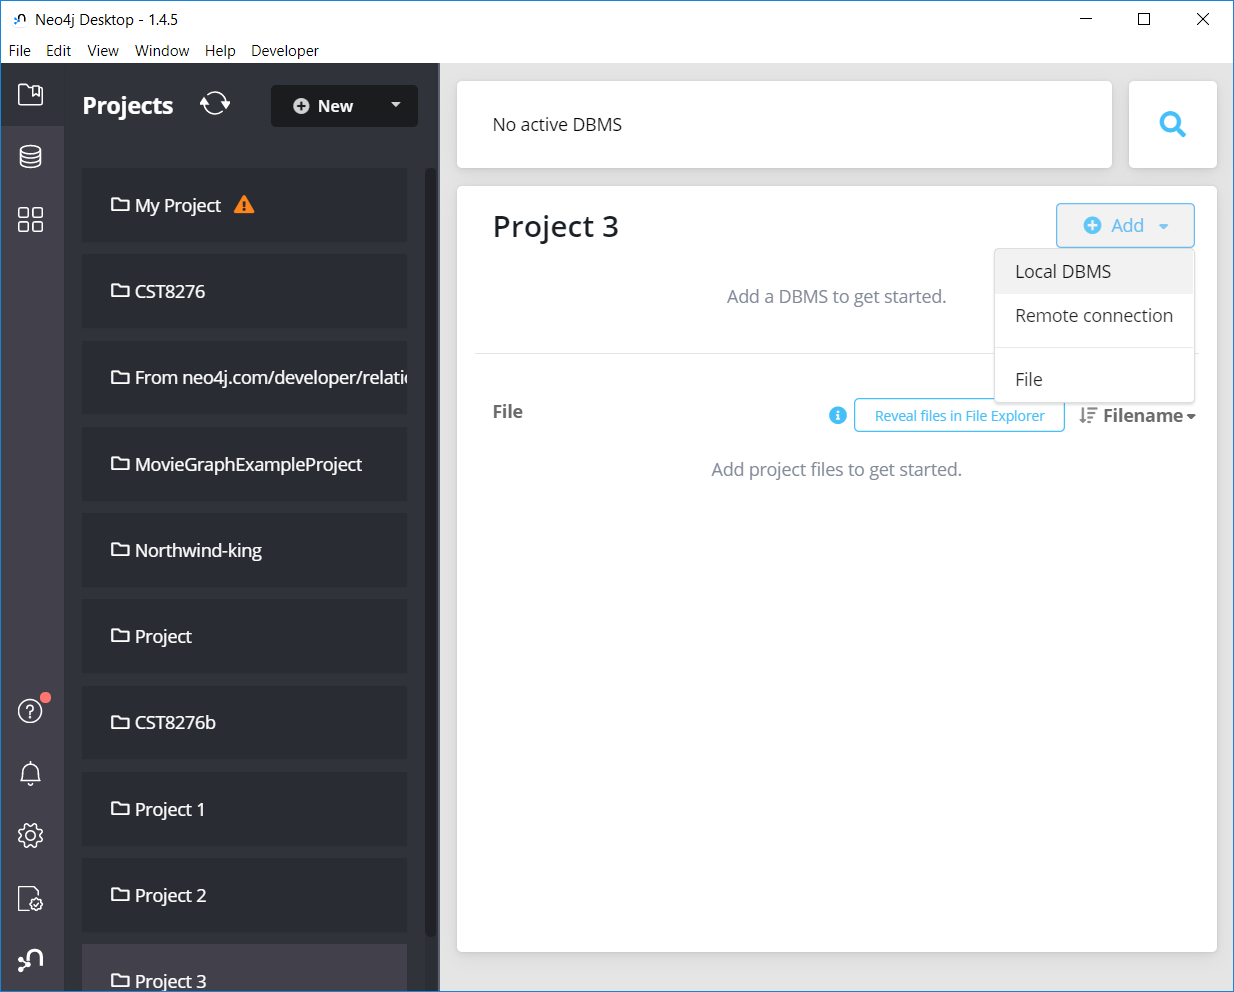 Neo4j Desktop - 1.4.5
File Edit View Window Help Developer
Projects
New
My Project
CST8276
From neo4j.com/developer/relatio
MovieGraphExampleProject
Northwind-king
Project
CST8276b
Project 1
Project 2
Project 3
No active DBMS
Project 3
Add
Local DBMS
Remote connection
File
Add a DBMS to get started.
File
Reveal files in File Explorer
Filename
Add project files to get started.